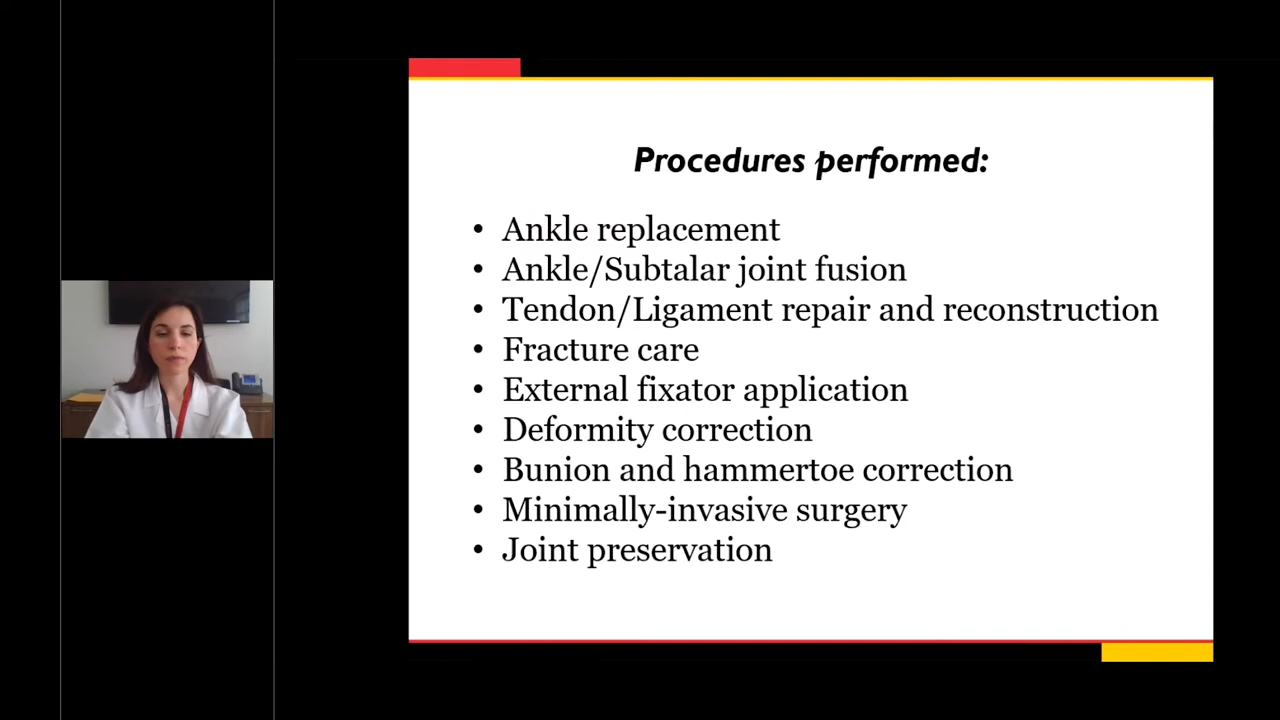 Procedures performed:
• Ankle replacement
• Ankle/Subtalar joint fusion
• Tendon/Ligament repair and reconstruction
• Fracture care
• External fixator application
• Deformity correction
• Bunion and hammertoe correction
• Minimally-invasive surgery
• Joint preservation